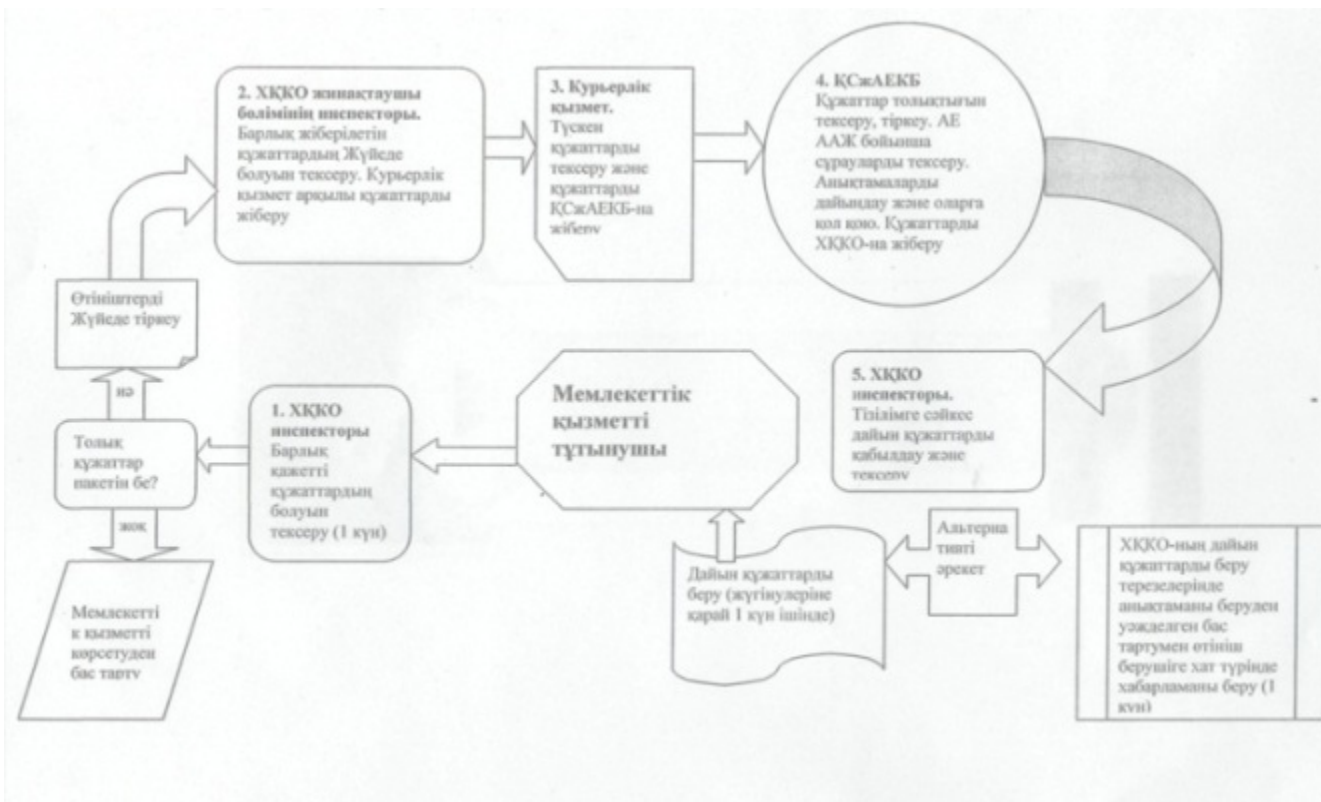 2. ХҚКО жинақтаушы
бөлімінің инспекторы.
Барлық жіберілетін
құжаттардың Жүйеде
болуын тексеру. Курьерлік
қызмет арқылы құжаттарды
жіберу
3. Курьерлік
қызмет.
Түскен
құжаттарды
тексеру және
құжаттарды
ҚСжАЕКБ-на
жіберу
4. ҚСжАЕКБ
Құжаттар толықтығын
тексеру, тіркеу. АЕ
ААЖ бойынша
сұрауларды тексеру.
Анықтамаларды
дайындау және оларға
қол қою. Құжаттарды
ХҚКО-на жіберу
Өтініштерді
Жүйеде тіркеу
иә
Толық
құжаттар
пакетін бе?
жоқ
Мемлекетті
к қызметті
көрсетуден
бас тарту
1. ХҚКО
инспекторы
Барлық
қажетті
құжаттардың
болуын
тексеру (1 күн)
Мемлекеттік
қызметті
тұтынушы
5. ХҚКО
инспекторы.
Тізілімге сәйкес
дайын құжаттарды
қабылдау және
тексеру
Дайын құжаттарды
беру (жүгінулеріне
қарай 1 күн ішінде)
Альтерна
тивті
әрекет
ХҚКО-ның дайын
құжаттарды беру
терезелерінде
анықтаманы беруден
уәжделген бас
тартумен өтініш
берушіге хат түрінде
хабарламаны беру (1
күн)